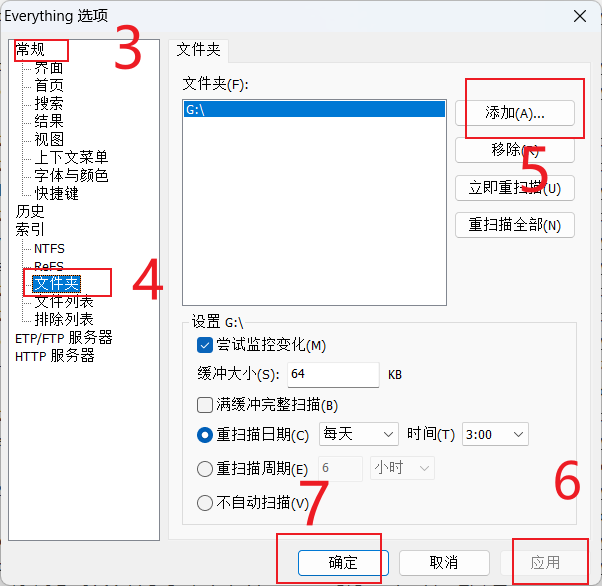 Everything 选项
常规
3
界面
首页
搜索
结果
视图
上下文菜单
字体与颜色
快捷键
历史
索引
NTFS
ReFS
文件夹
4
文件列表
排除列表
ETP/FTP 服务器
HTTP 服务器
文件夹
文件夹(F):
G:\
添加(A)...
移除(R)
5
立即重扫描(U)
重扫描全部(N)
设置 G:\
尝试监控变化(M)
缓冲大小(S): 64 KB
满缓冲完整扫描(B)
重扫描日期(C) 每天 时间(T) 3:00
重扫描周期(E) 6 小时
不自动扫描(V)
6
7
确定 取消 应用